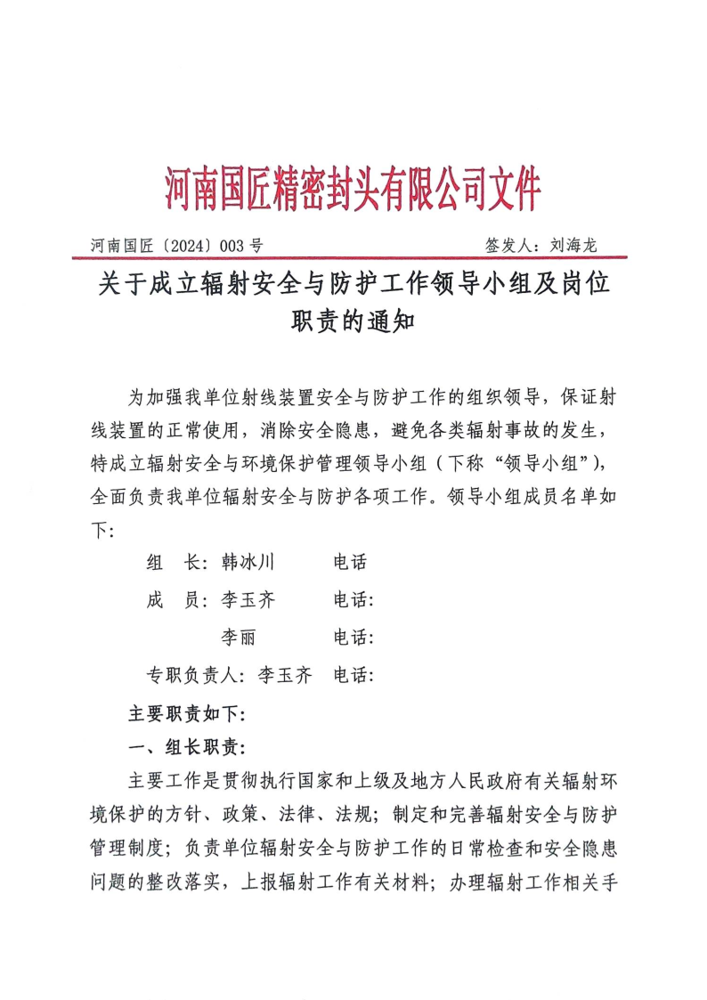 河南国匠精密封头有限公司文件
河南国匠〔2024〕003号 签发人：刘海龙
关于成立辐射安全与防护工作领导小组及岗位
职责的通知
为加强我单位射线装置安全与防护工作的组织领导，保证射
线装置的正常使用，消除安全隐患，避免各类辐射事故的发生，
特成立辐射安全与环境保护管理领导小组（下称“领导小组”），
全面负责我单位辐射安全与防护各项工作。领导小组成员名单如
下：
组 长：韩冰川 电话
成 员：李玉齐 电话：
李丽 电话：
专职负责人：李玉齐 电话：
主要职责如下：
一、组长职责：
主要工作是贯彻执行国家和上级及地方人民政府有关辐射环
境保护的方针、政策、法律、法规；制定和完善辐射安全与防护
管理制度；负责单位辐射安全与防护工作的日常检查和安全隐患
问题的整改落实，上报辐射工作有关材料；办理辐射工作相关手